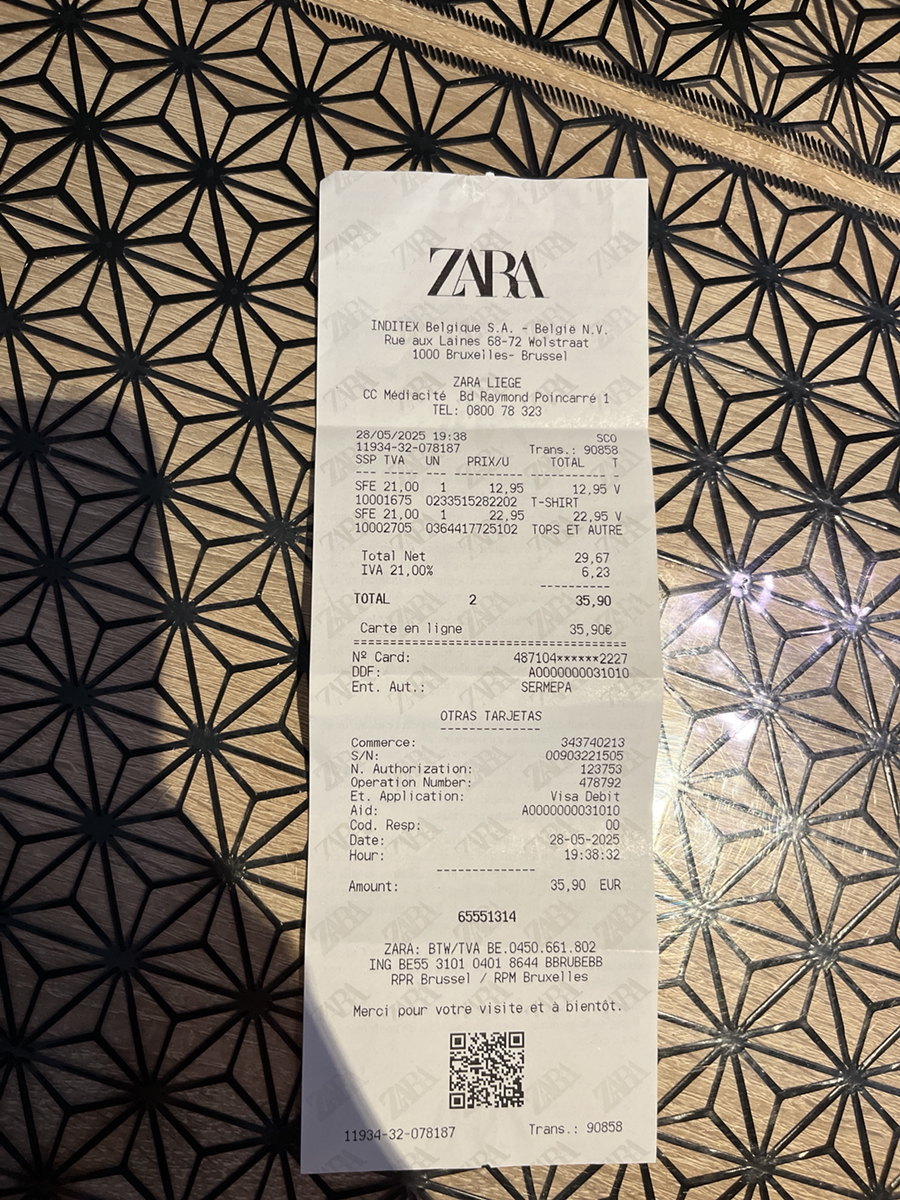 ZARA
INDITEX Belgique S.A. - België N.V.
Rue aux Laines 68-72 Wolstraat
1000 Bruxelles- Brussel
ZARA LIEGE
CC Médiacité Bd Raymond Poincarré 1
TEL: 0800 78 323
28/05/2025 19:38 SCO
11934-32-078187 Trans.: 90858
SSP TVA UN PRIX/U TOTAL T
--- ---- --- ------- ------- -
SFE 21,00 1 12,95 12,95 V
10001675 0233515282202 T-SHIRT
SFE 21,00 1 22,95 22,95 V
10002705 0364417725102 TOPS ET AUTRE
Total Net 29,67
IVA 21,00% 6,23
----------
TOTAL 2 35,90
Carte en ligne 35,90€
=====================================
Nº Card: 487104******2227
DDF: A0000000031010
Ent. Aut.: SERMEPA
OTRAS TARJETAS
--------------
Commerce: 343740213
S/N: 00903221505
N. Authorization: 123753
Operation Number: 478792
Et. Application: Visa Debit
Aid: A0000000031010
Cod. Resp: 00
Date: 28-05-2025
Hour: 19:38:32
--------------
Amount: 35,90 EUR
65551314
ZARA: BTW/TVA BE.0450.661.802
ING BE55 3101 0401 8644 BBRUBEBB
RPR Brussel / RPM Bruxelles
Merci pour votre visite et à bientôt.
11934-32-078187 Trans.: 90858